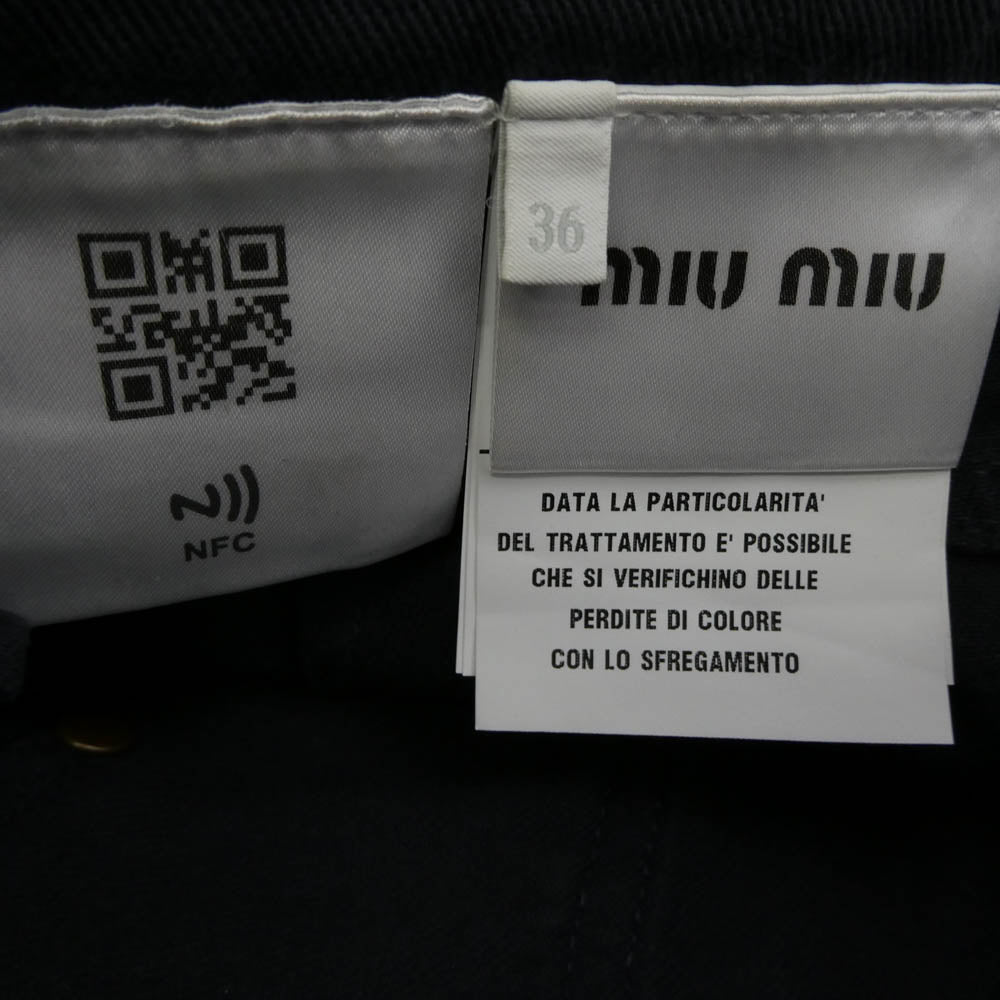 36
miu miu
NFC
DATA LA PARTICOLARITA'
DEL TRATTAMENTO E' POSSIBILE
CHE SI VERIFICHINO DELLE
PERDITE DI COLORE
CON LO SFREGAMENTO